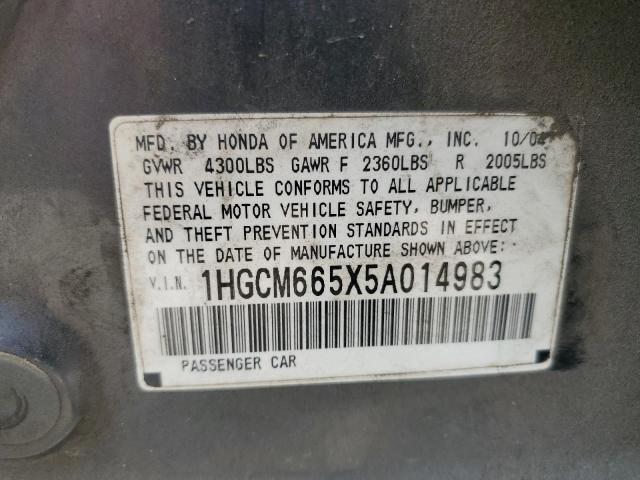 MFD. BY HONDA OF AMERICA MFG., INC. 10/04
GVWR 4300LBS GAWR F 2360LBS R 2005LBS
THIS VEHICLE CONFORMS TO ALL APPLICABLE
FEDERAL MOTOR VEHICLE SAFETY, BUMPER,
AND THEFT PREVENTION STANDARDS IN EFFECT
ON THE DATE OF MANUFACTURE SHOWN ABOVE:
V.I.N. 1HGCM665X5A014983
PASSENGER CAR